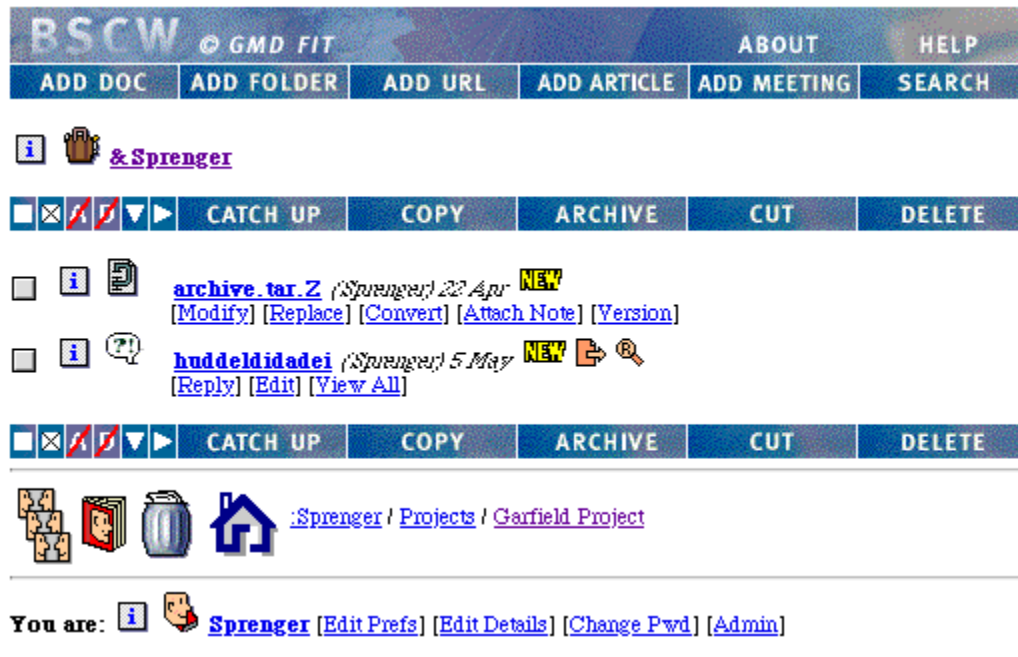 BSCW © GMD FIT ABOUT HELP
ADD DOC ADD FOLDER ADD URL ADD ARTICLE ADD MEETING SEARCH
i &Sprenger
A D CATCH UP COPY ARCHIVE CUT DELETE
i archive.tar.Z (Sprenger) 22 Apr NEW
[Modify] [Replace] [Convert] [Attach Note] [Version]
i ?! huddeldidadei (Sprenger) 5 May NEW R
[Reply] [Edit] [View All]
A D CATCH UP COPY ARCHIVE CUT DELETE
:Sprenger / Projects / Garfield Project
You are: i Sprenger [Edit Prefs] [Edit Details] [Change Pwd] [Admin]